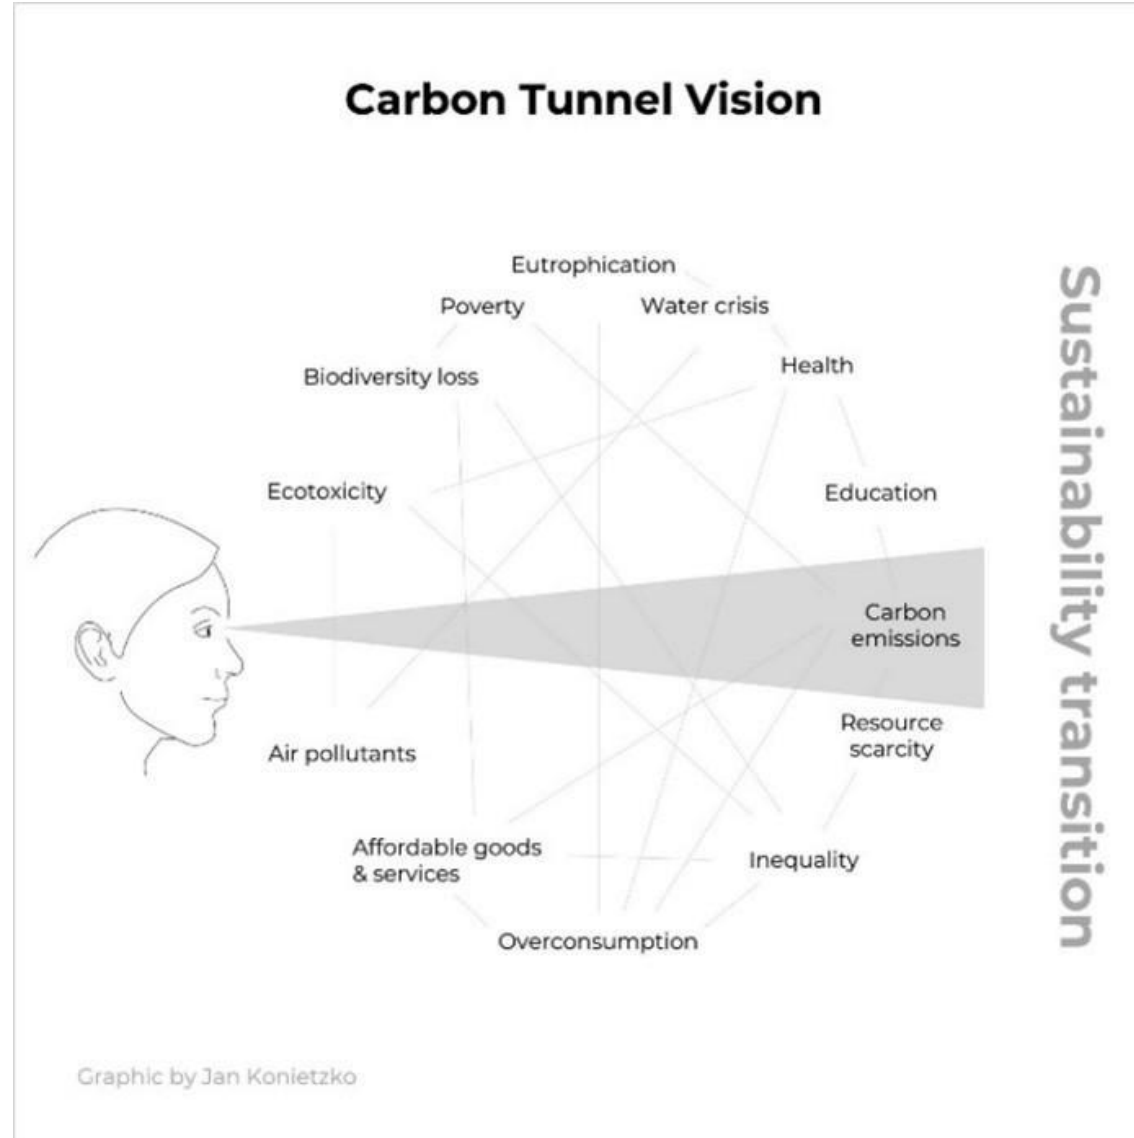 Carbon Tunnel Vision
Eutrophication
Poverty
Water crisis
Health
Biodiversity loss
Ecotoxicity
Education
Carbon
emissions
Resource
scarcity
Air pollutants
Affordable goods
& services
Inequality
Overconsumption
Sustainability transition
Graphic by Jan Konietzko